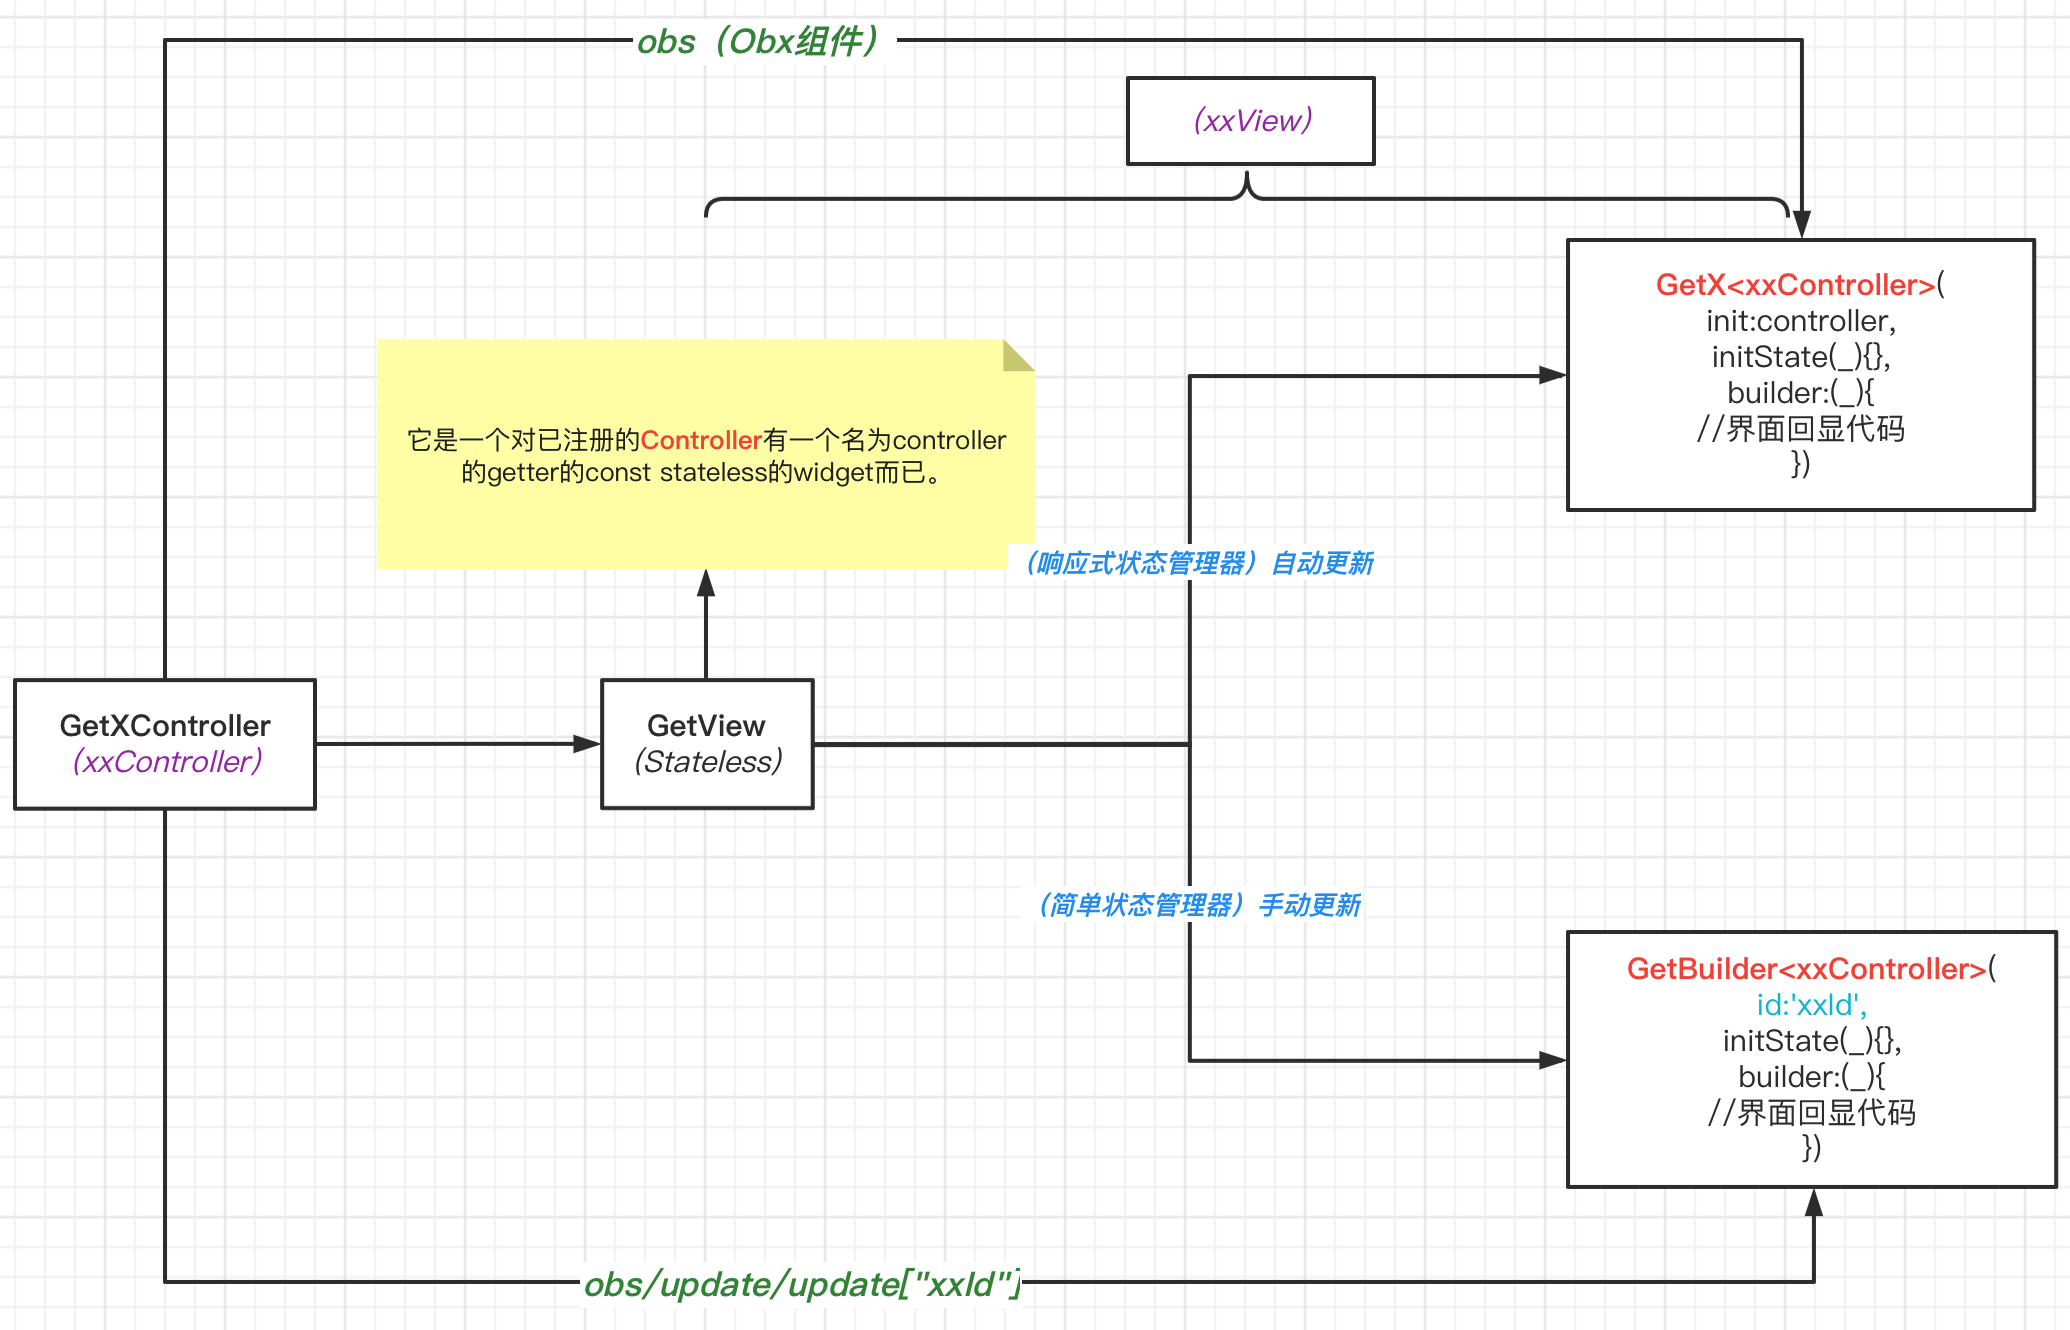 obs（Obx组件）
(xxView)
GetX<xxController>(
init:controller,
initState(_){},
builder:(_){
//界面回显代码
})
它是一个对已注册的Controller有一个名为controller
的getter的const stateless的widget而已。
（响应式状态管理器）自动更新
GetXController
(xxController)
GetView
(Stateless)
（简单状态管理器）手动更新
GetBuilder<xxController>(
id:'xxId',
initState(_){},
builder:(_){
//界面回显代码
})
obs/update/update["xxId"]